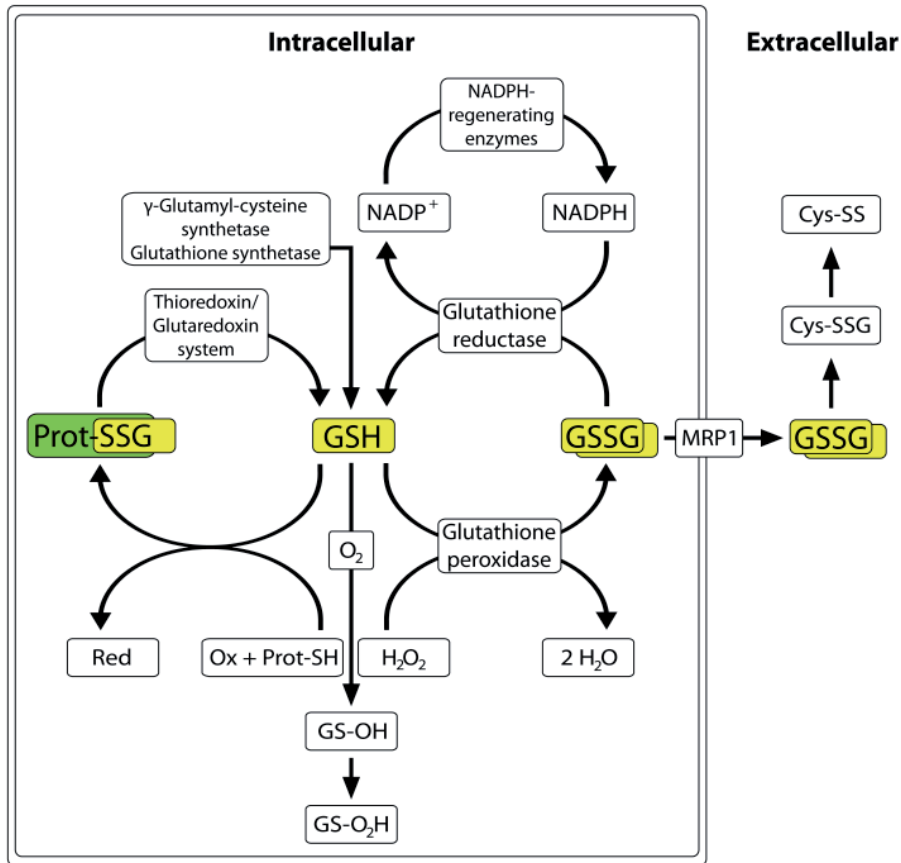 Intracellular
Extracellular
NADPH-
regenerating
enzymes
γ-Glutamyl-cysteine
synthetase
Glutathione synthetase
NADP⁺
NADPH
Cys-SS
Thioredoxin/
Glutaredoxin
system
Glutathione
reductase
Cys-SSG
Prot-SSG
GSH
GSSG
MRP1
GSSG
O₂
Glutathione
peroxidase
Red
Ox + Prot-SH
H₂O₂
2 H₂O
GS-OH
GS-O₂H